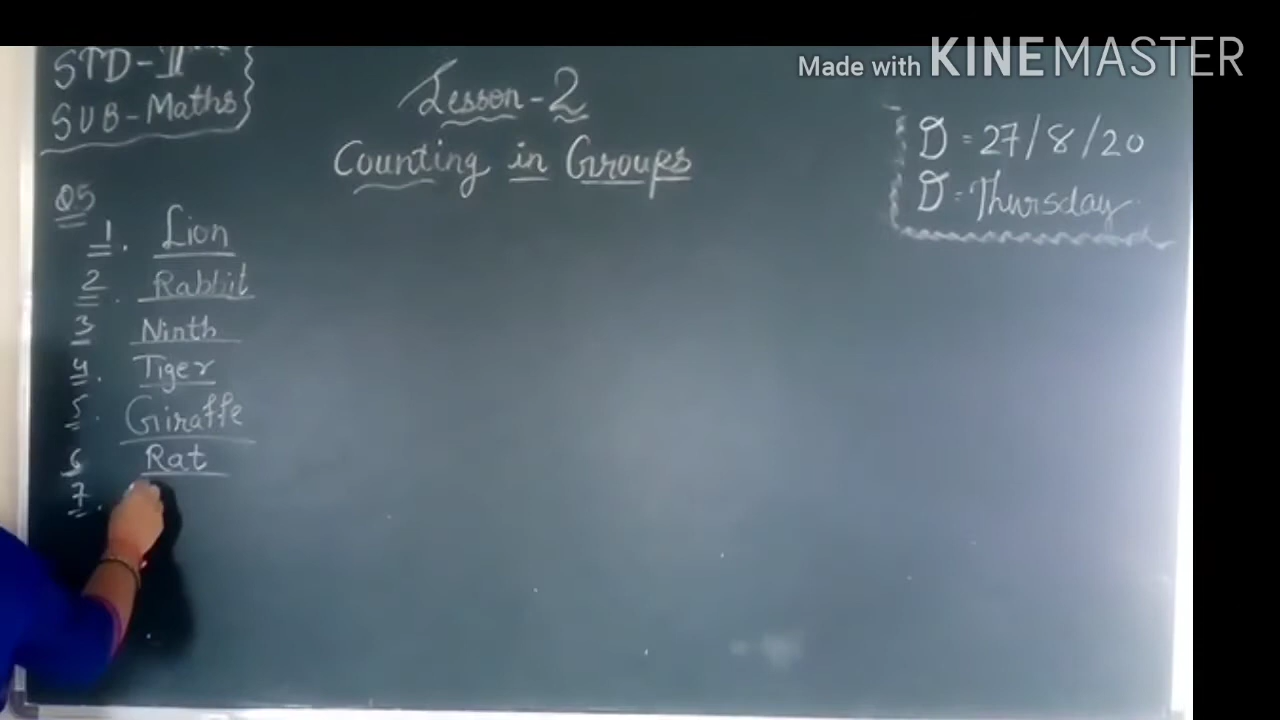 Made with KINEMASTER
STD-II
SUB-Maths
Lesson-2
Counting in Groups
D = 27/8/20
D = Thursday
Q5
1. Lion
2. Rabbit
3 Ninth
4. Tiger
5. Giraffe
6 Rat
7.